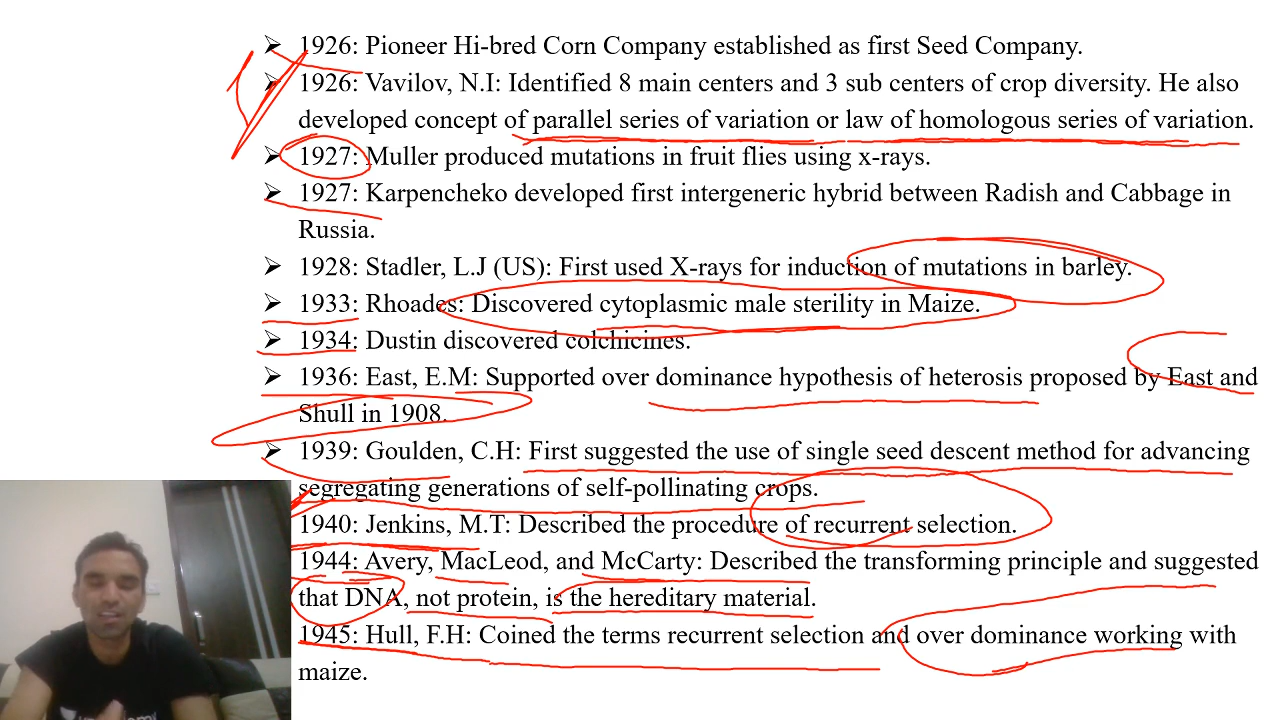 ➢ 1926: Pioneer Hi-bred Corn Company established as first Seed Company.
➢ 1926: Vavilov, N.I: Identified 8 main centers and 3 sub centers of crop diversity. He also
developed concept of parallel series of variation or law of homologous series of variation.
➢ 1927: Muller produced mutations in fruit flies using x-rays.
➢ 1927: Karpencheko developed first intergeneric hybrid between Radish and Cabbage in
Russia.
➢ 1928: Stadler, L.J (US): First used X-rays for induction of mutations in barley.
➢ 1933: Rhoades: Discovered cytoplasmic male sterility in Maize.
➢ 1934: Dustin discovered colchicines.
➢ 1936: East, E.M: Supported over dominance hypothesis of heterosis proposed by East and
Shull in 1908.
➢ 1939: Goulden, C.H: First suggested the use of single seed descent method for advancing
segregating generations of self-pollinating crops.
1940: Jenkins, M.T: Described the procedure of recurrent selection.
1944: Avery, MacLeod, and McCarty: Described the transforming principle and suggested
that DNA, not protein, is the hereditary material.
1945: Hull, F.H: Coined the terms recurrent selection and over dominance working with
maize.